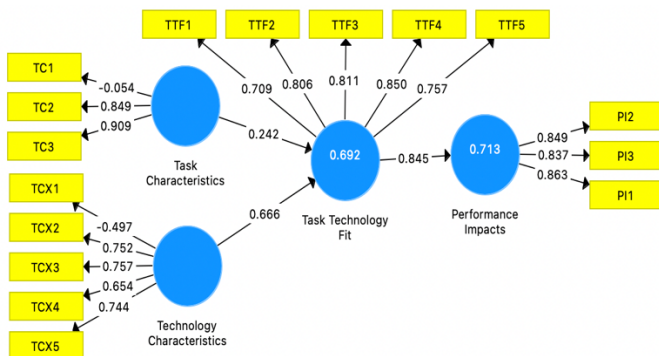 TTF1 TTF2 TTF3 TTF4 TTF5
TC1
TC2
TC3
-0.054
0.849
0.909
0.709
0.806
0.811
0.850
0.757
Task
Characteristics
0.242
0.692
0.845
0.713
0.849
0.837
0.863
PI2
PI3
PI1
Task Technology
Fit
Performance
Impacts
0.666
TCX1
TCX2
TCX3
TCX4
TCX5
-0.497
0.752
0.757
0.654
0.744
Technology
Characteristics